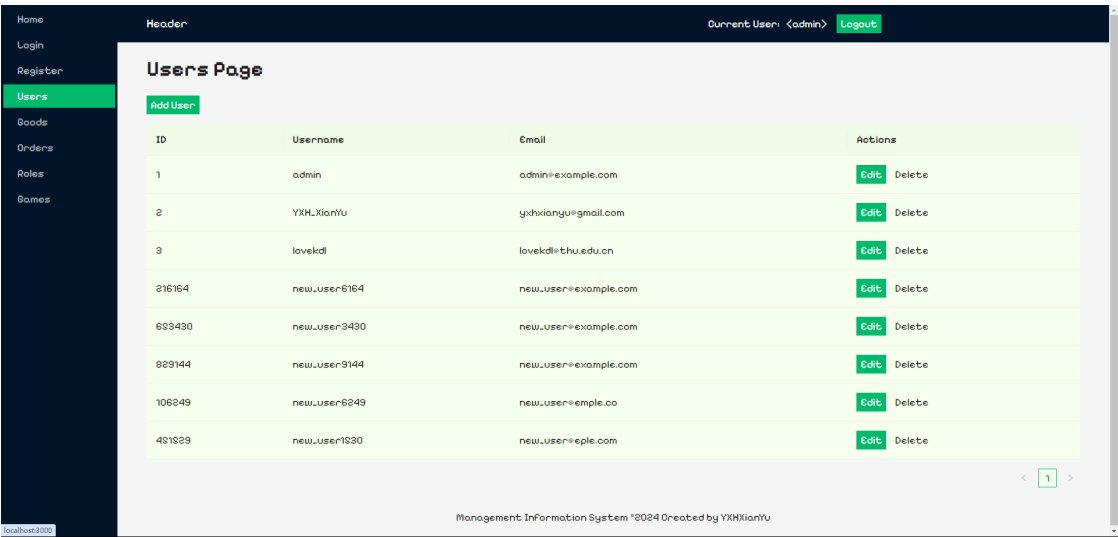 Home
Login
Register
Users
Goods
Orders
Roles
Games
Header
Current User: <admin> Logout
Users Page
Add User
ID Username Email Actions
1 admin admin@example.com Edit Delete
2 YXH_XianYu yxhxianyu@gmail.com Edit Delete
3 lovekdl lovekdl@thu.edu.cn Edit Delete
216164 new_user6164 new_user@example.com Edit Delete
623430 new_user3430 new_user@example.com Edit Delete
829144 new_user9144 new_user@example.com Edit Delete
106249 new_user6249 new_user@emple.co Edit Delete
421829 new_user1830 new_user@eple.com Edit Delete
< 1 >
Management Information System ©2024 Created by YXHXianYu
localhost:3000